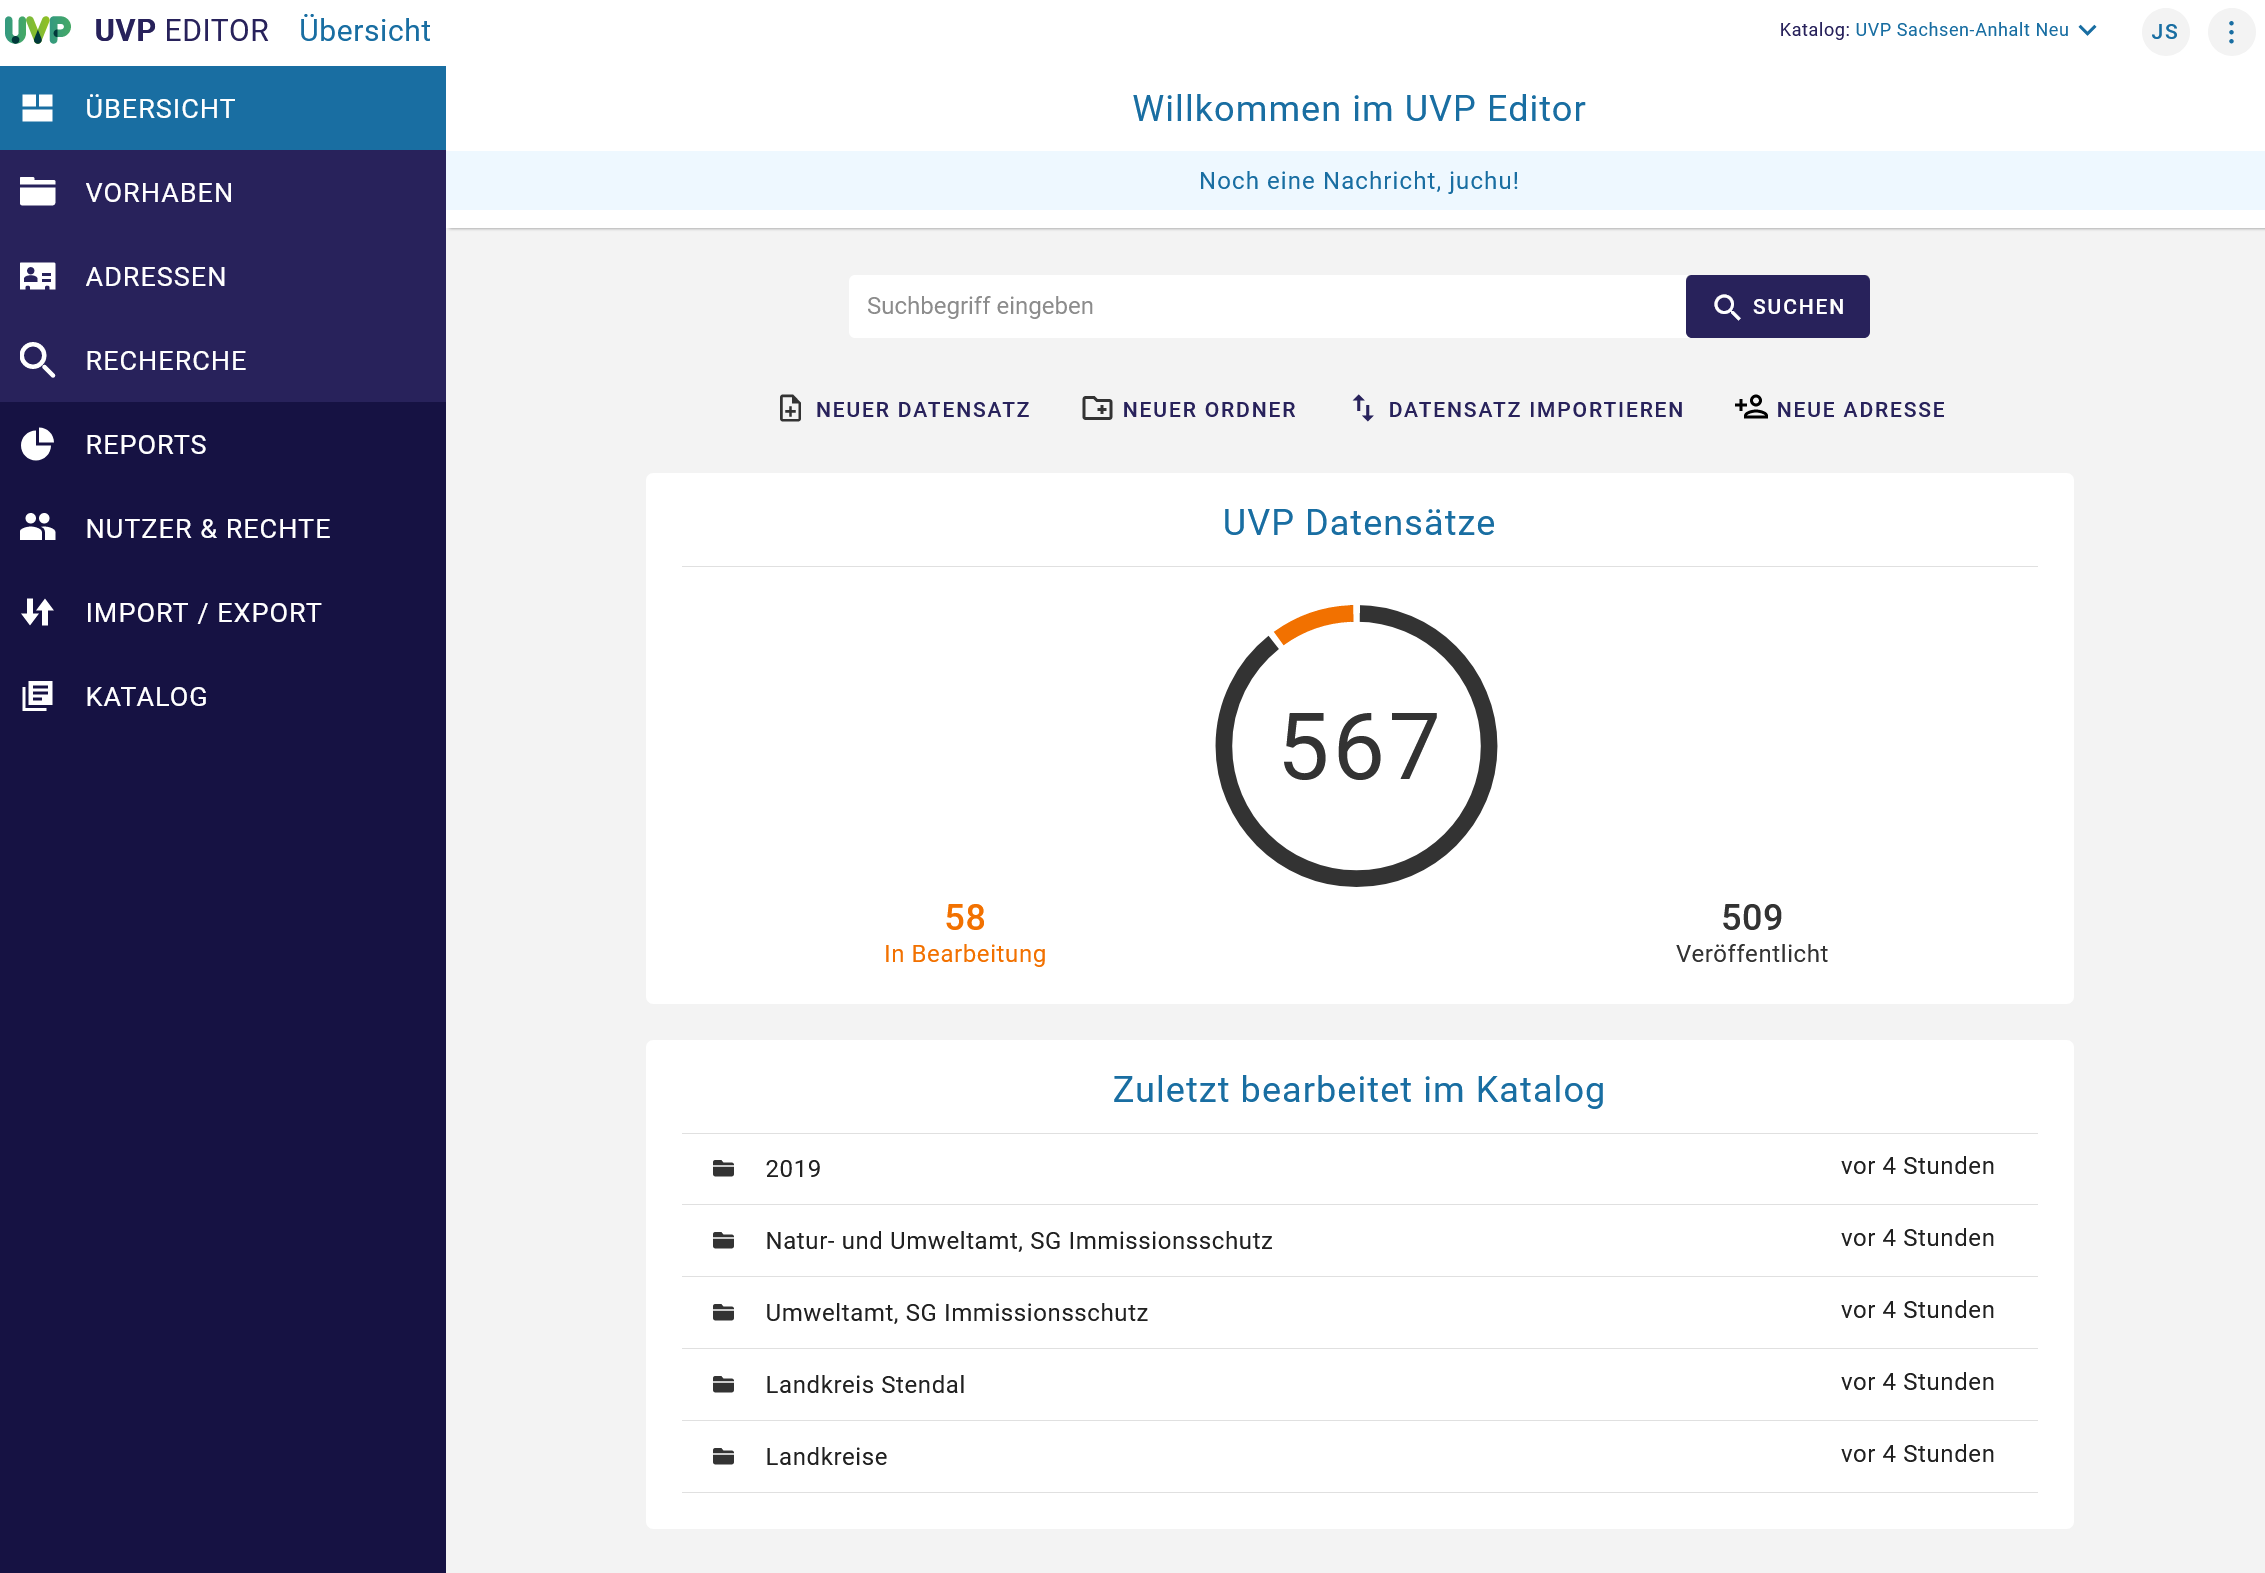 UVP UVP EDITOR Übersicht
Katalog: UVP Sachsen-Anhalt Neu
JS
ÜBERSICHT
VORHABEN
ADRESSEN
RECHERCHE
REPORTS
NUTZER & RECHTE
IMPORT / EXPORT
KATALOG
Willkommen im UVP Editor
Noch eine Nachricht, juchu!
Suchbegriff eingeben
SUCHEN
NEUER DATENSATZ
NEUER ORDNER
DATENSATZ IMPORTIEREN
NEUE ADRESSE
UVP Datensätze
567
58
In Bearbeitung
509
Veröffentlicht
Zuletzt bearbeitet im Katalog
2019 vor 4 Stunden
Natur- und Umweltamt, SG Immissionsschutz vor 4 Stunden
Umweltamt, SG Immissionsschutz vor 4 Stunden
Landkreis Stendal vor 4 Stunden
Landkreise vor 4 Stunden